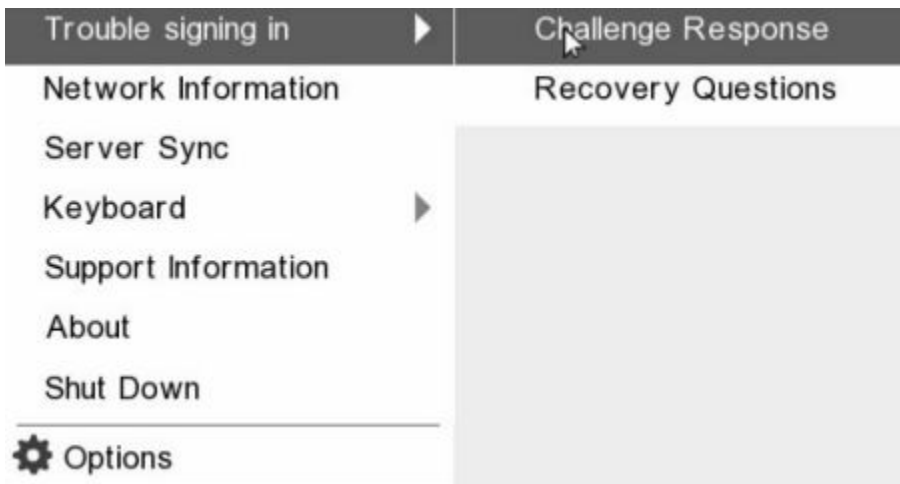 Trouble signing in
Challenge Response
Network Information
Recovery Questions
Server Sync
Keyboard
Support Information
About
Shut Down
Options